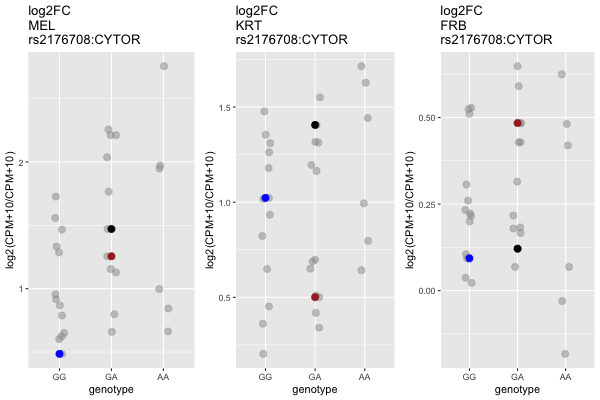 log2FC
MEL
rs2176708:CYTOR
log2(CPM+10/CPM+10)
2
1
GG
GA
AA
genotype
log2FC
KRT
rs2176708:CYTOR
log2(CPM+10/CPM+10)
1.5
1.0
0.5
GG
GA
AA
genotype
log2FC
FRB
rs2176708:CYTOR
log2(CPM+10/CPM+10)
0.50
0.25
0.00
GG
GA
AA
genotype